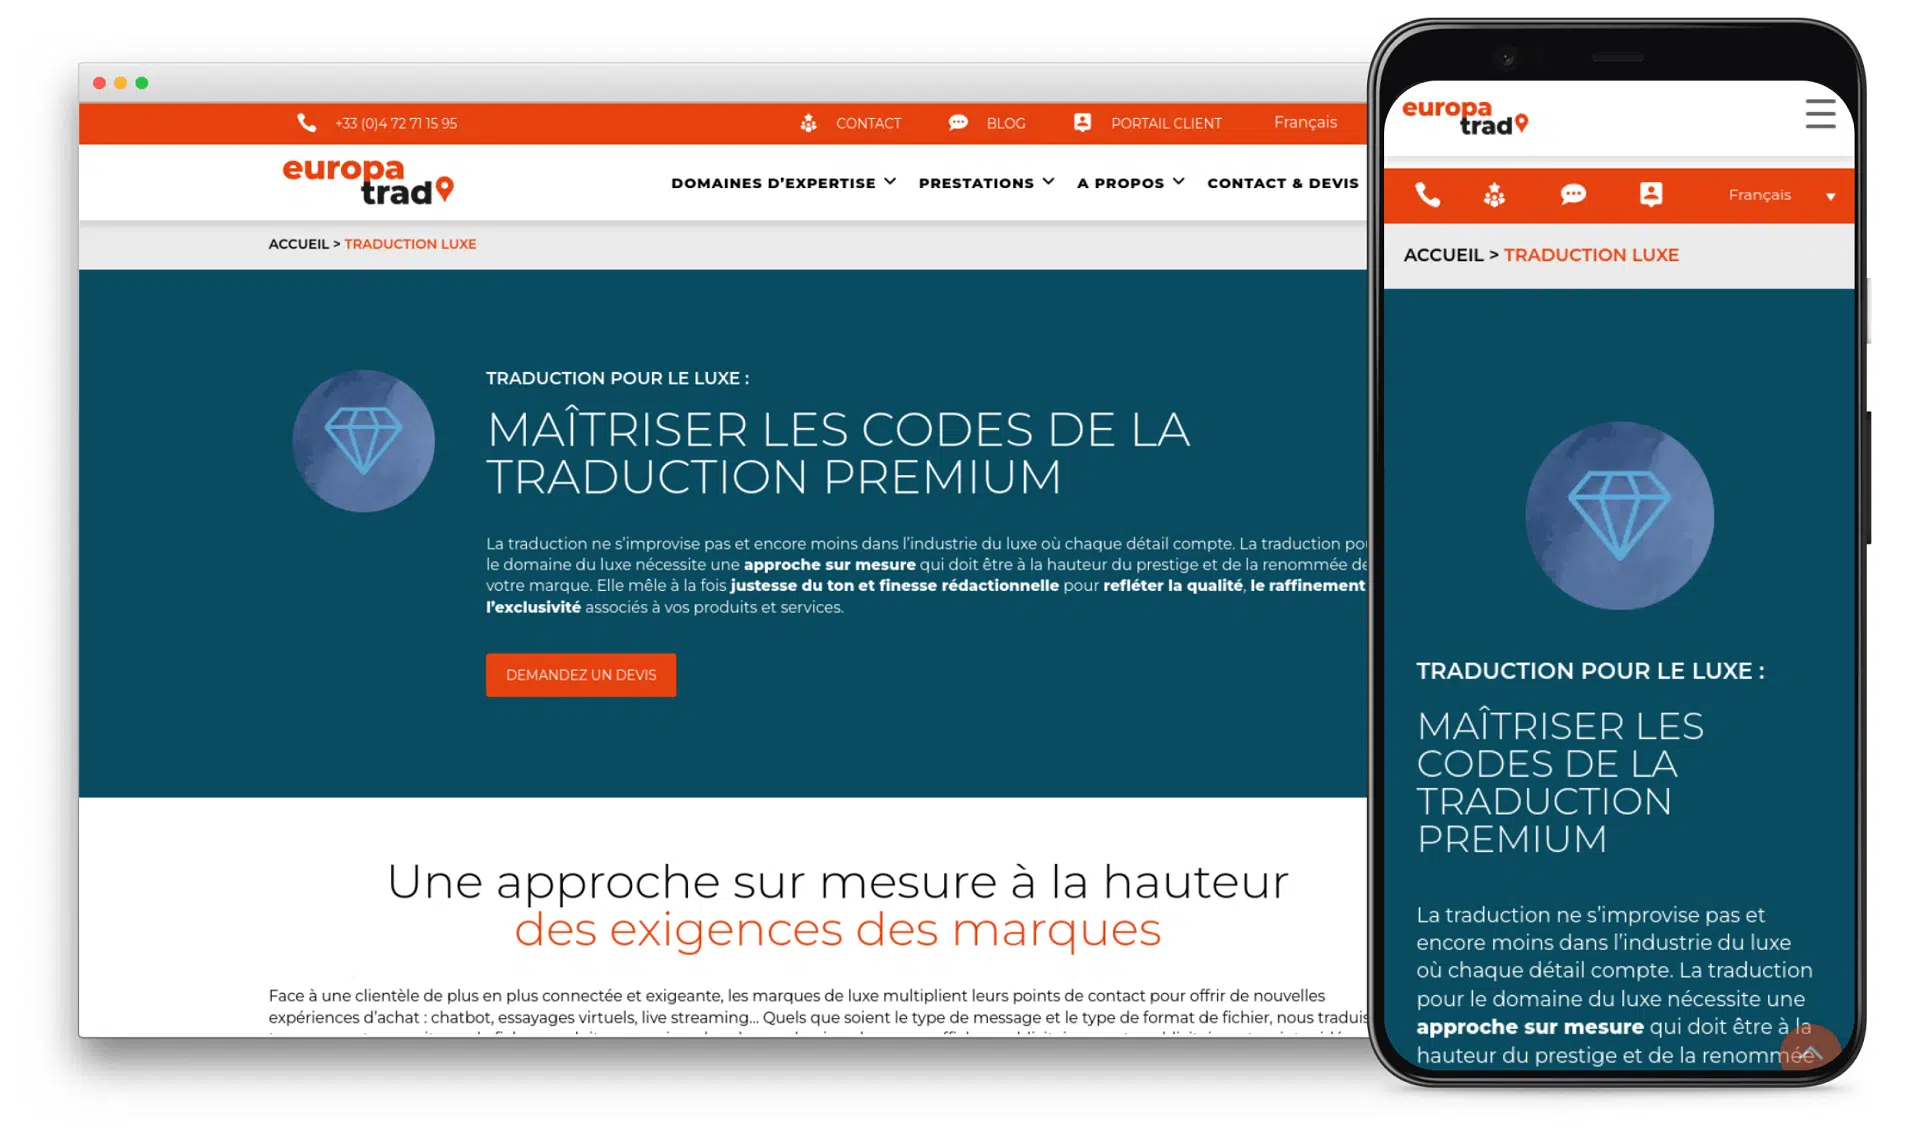 +33 (0)4 72 71 15 95 CONTACT BLOG PORTAIL CLIENT Français
europa
trad
DOMAINES D'EXPERTISE PRESTATIONS A PROPOS CONTACT & DEVIS
ACCUEIL > TRADUCTION LUXE
TRADUCTION POUR LE LUXE :
MAÎTRISER LES CODES DE LA
TRADUCTION PREMIUM
La traduction ne s'improvise pas et encore moins dans l'industrie du luxe où chaque détail compte. La traduction
le domaine du luxe nécessite une approche sur mesure qui doit être à la hauteur du prestige et de la renommée
votre marque. Elle mêle à la fois justesse du ton et finesse rédactionnelle pour refléter la qualité, le raffinement
l'exclusivité associés à vos produits et services.
DEMANDEZ UN DEVIS
Une approche sur mesure à la hauteur
des exigences des marques
Face à une clientèle de plus en plus connectée et exigeante, les marques de luxe multiplient leurs points de contact pour offrir de nouvelles
expériences d'achat : chatbot, essayages virtuels, live streaming... Quels que soient le type de message et le type de format de fichier, nous
europa
trad
Français
ACCUEIL > TRADUCTION LUXE
TRADUCTION POUR LE LUXE :
MAÎTRISER LES
CODES DE LA
TRADUCTION
PREMIUM
La traduction ne s'improvise pas et
encore moins dans l'industrie du luxe
où chaque détail compte. La traduction
pour le domaine du luxe nécessite une
approche sur mesure qui doit être à la
hauteur du prestige et de la renommée